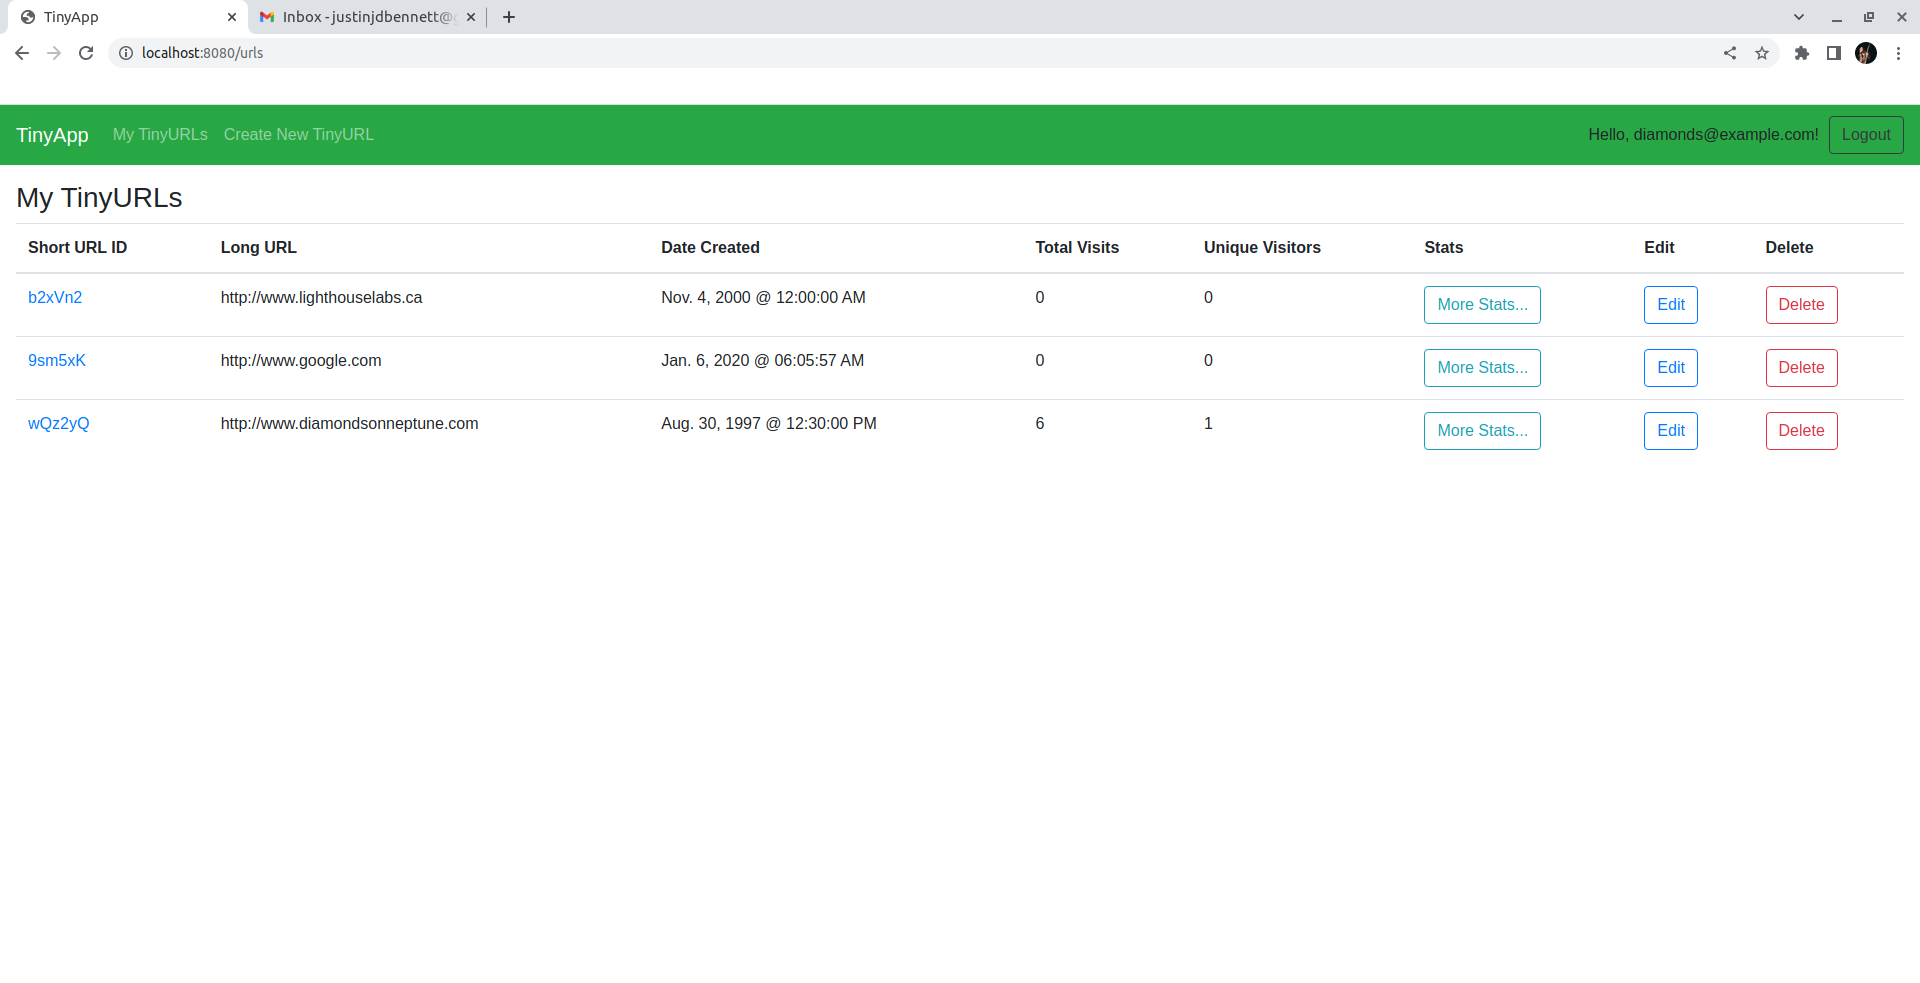 TinyApp
Inbox - justinjdbennett@
localhost:8080/urls
TinyApp My TinyURLs Create New TinyURL Hello, diamonds@example.com! Logout
My TinyURLs
Short URL ID Long URL Date Created Total Visits Unique Visitors Stats Edit Delete
b2xVn2 http://www.lighthouselabs.ca Nov. 4, 2000 @ 12:00:00 AM 0 0 More Stats... Edit Delete
9sm5xK http://www.google.com Jan. 6, 2020 @ 06:05:57 AM 0 0 More Stats... Edit Delete
wQz2yQ http://www.diamondsonneptune.com Aug. 30, 1997 @ 12:30:00 PM 6 1 More Stats... Edit Delete